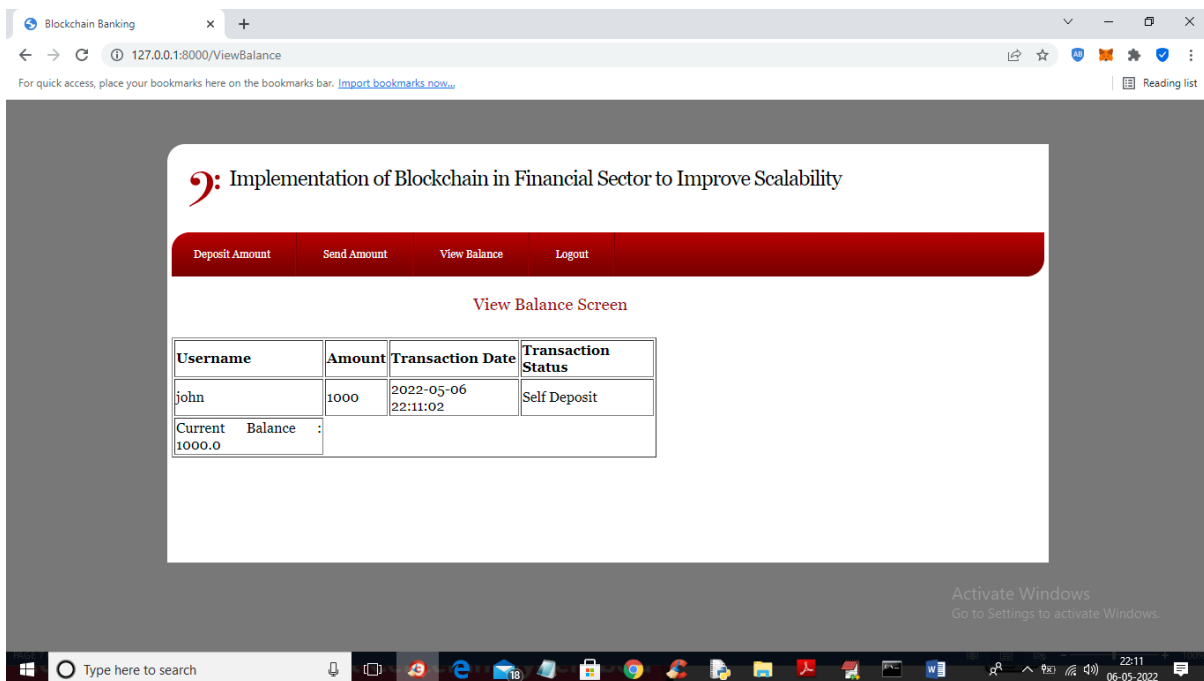 Blockchain Banking
127.0.0.1:8000/ViewBalance
For quick access, place your bookmarks here on the bookmarks bar. Import bookmarks now...
Reading list
Implementation of Blockchain in Financial Sector to Improve Scalability
Deposit Amount Send Amount View Balance Logout
View Balance Screen
Username Amount Transaction Date Transaction
Status
john 1000 2022-05-06
22:11:02 Self Deposit
Current Balance :
1000.0
Activate Windows
Go to Settings to activate Windows.
Type here to search
18
22:11
06-05-2022